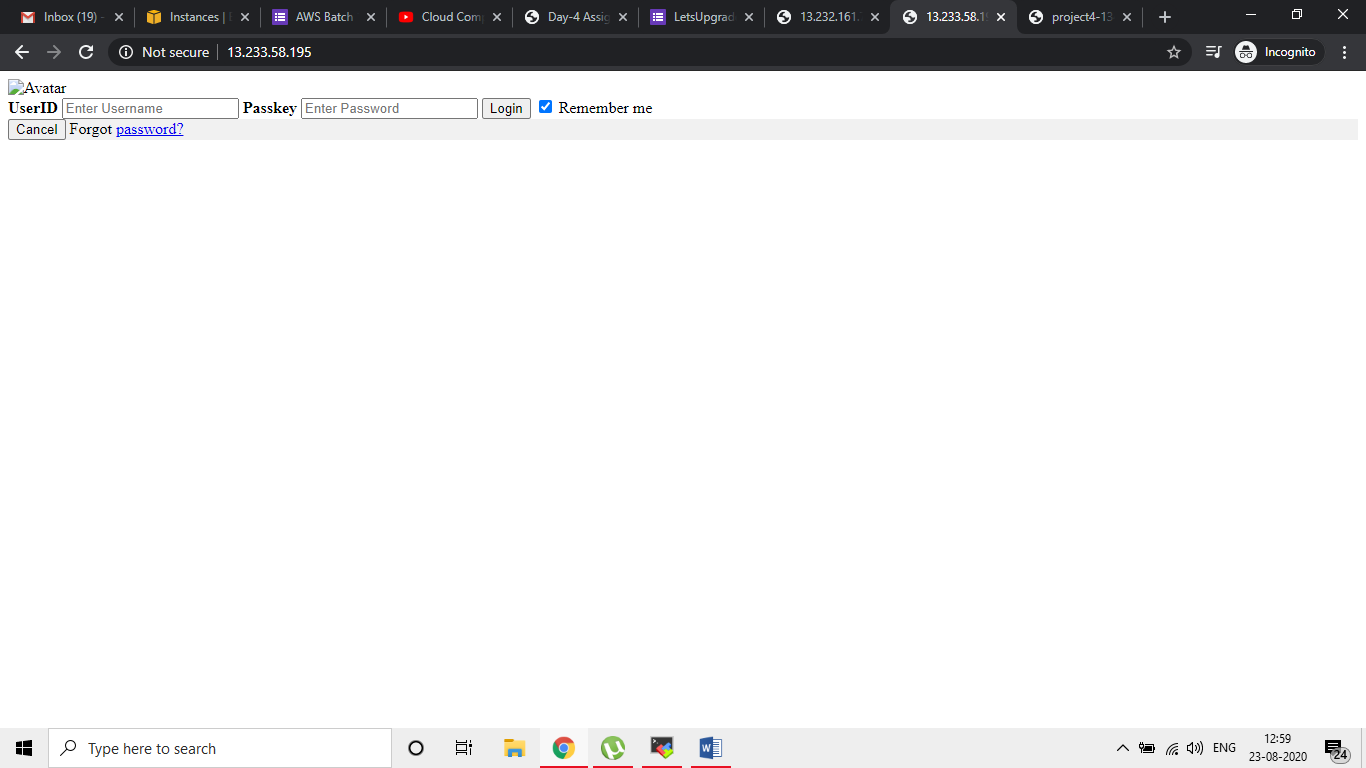 Inbox (19) -
Instances |
AWS Batch
Cloud Com
Day-4 Assig
LetsUpgrad
13.232.161.
13.233.58.19
project4-13
Not secure 13.233.58.195
Incognito
Avatar
UserID Enter Username Passkey Enter Password Login Remember me
Cancel Forgot password?
Type here to search
ENG
12:59
23-08-2020
24